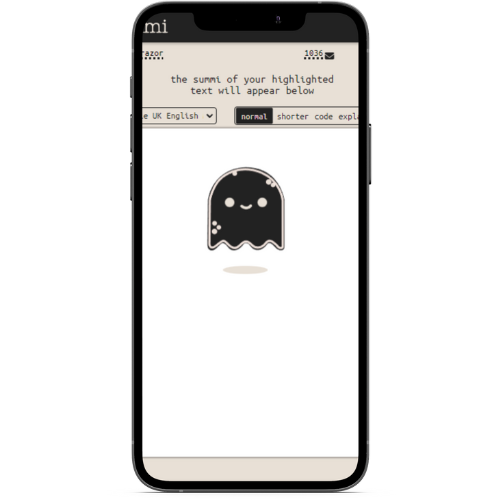 mi
razor 1036
the summi of your highlighted
text will appear below
e UK English normal shorter code expla